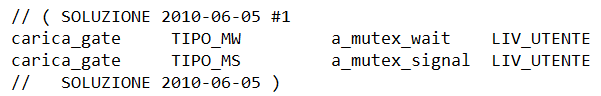 // ( SOLUZIONE 2010-06-05 #1
carica_gate TIPO_MW a_mutex_wait LIV_UTENTE
carica_gate TIPO_MS a_mutex_signal LIV_UTENTE
// SOLUZIONE 2010-06-05 )